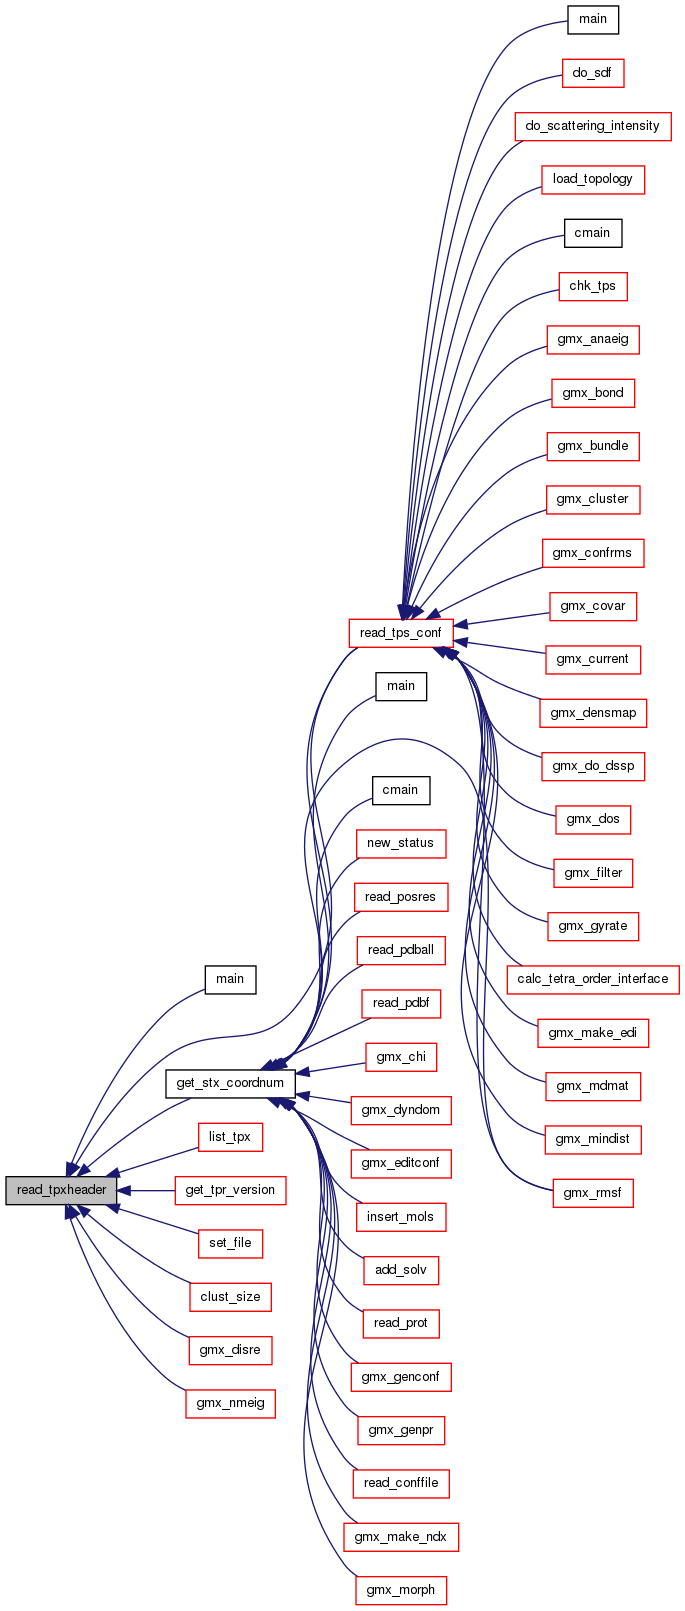 main
do_sdf
do_scattering_intensity
load_topology
cmain
chk_tps
gmx_anaeig
gmx_bond
gmx_bundle
gmx_cluster
gmx_confrms
gmx_covar
read_tps_conf
gmx_current
main
gmx_densmap
gmx_do_dssp
cmain
gmx_dos
new_status
gmx_filter
read_posres
gmx_gyrate
read_pdball
main
calc_tetra_order_interface
read_pdbf
gmx_make_edi
gmx_chi
get_stx_coordnum
gmx_mdmat
gmx_dyndom
list_tpx
gmx_mindist
gmx_editconf
read_tpxheader
get_tpr_version
gmx_rmsf
insert_mols
set_file
add_solv
clust_size
read_prot
gmx_disre
gmx_genconf
gmx_nmeig
gmx_genpr
read_conffile
gmx_make_ndx
gmx_morph